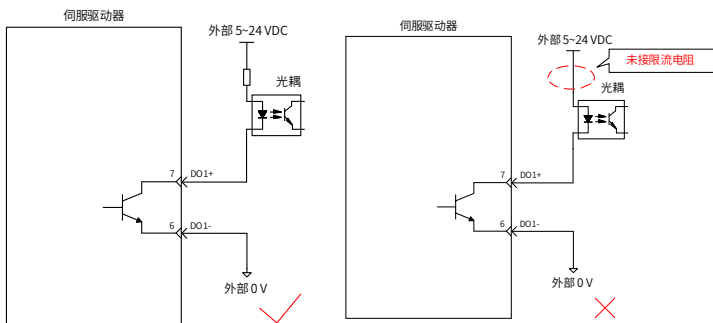 伺服驱动器
外部 5~24 VDC
光耦
7
DO1+
6
DO1-
外部 0 V
伺服驱动器
外部 5~24 VDC
未接限流电阻
光耦
7
DO1+
6
DO1-
外部 0 V